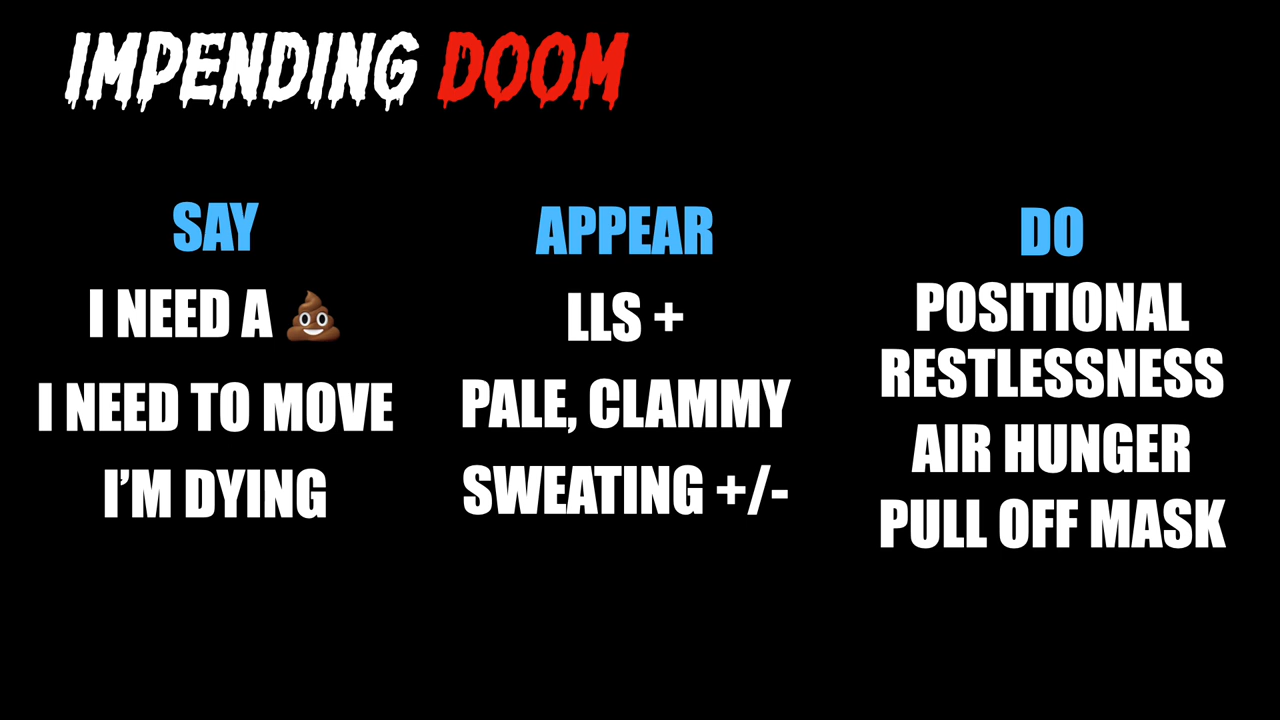 IMPENDING DOOM
SAY
I NEED A 💩
I NEED TO MOVE
I'M DYING
APPEAR
LLS +
PALE, CLAMMY
SWEATING +/-
DO
POSITIONAL
RESTLESSNESS
AIR HUNGER
PULL OFF MASK